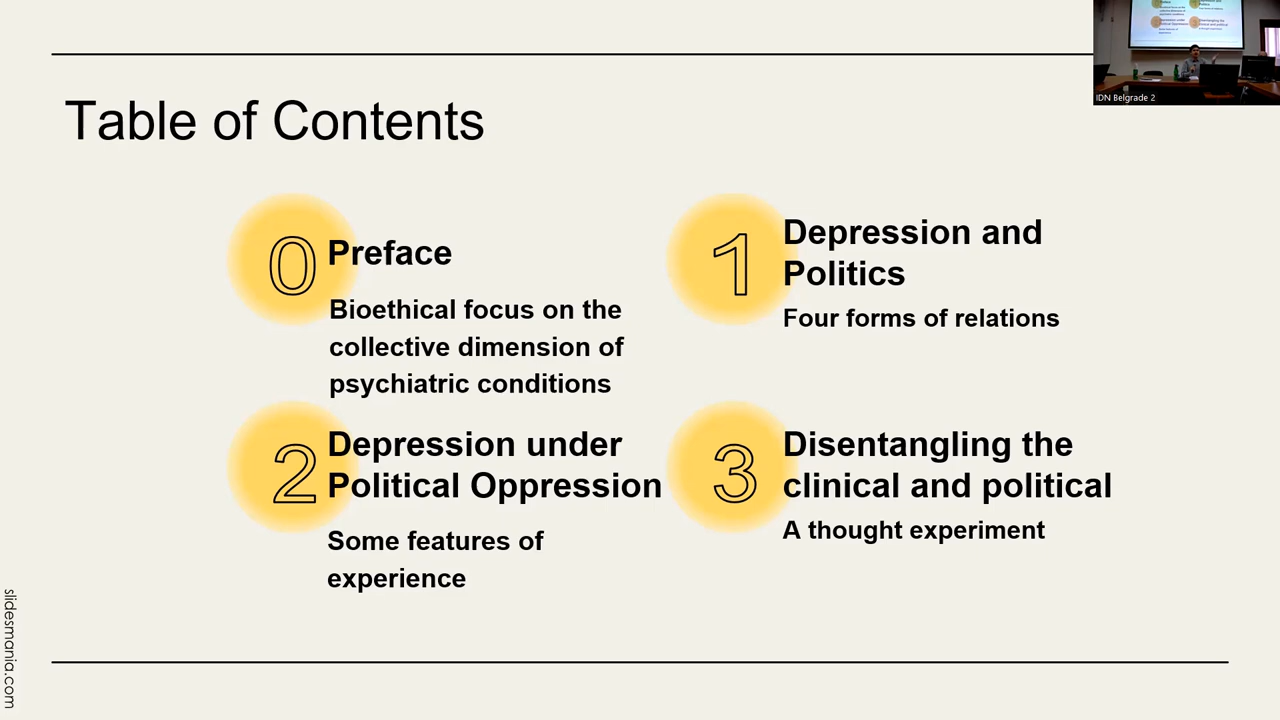 Table of Contents
0
Preface
Bioethical focus on the
collective dimension of
psychiatric conditions
1
Depression and
Politics
Four forms of relations
2
Depression under
Political Oppression
Some features of
experience
3
Disentangling the
clinical and political
A thought experiment
slidesmania.com
IDN Belgrade 2